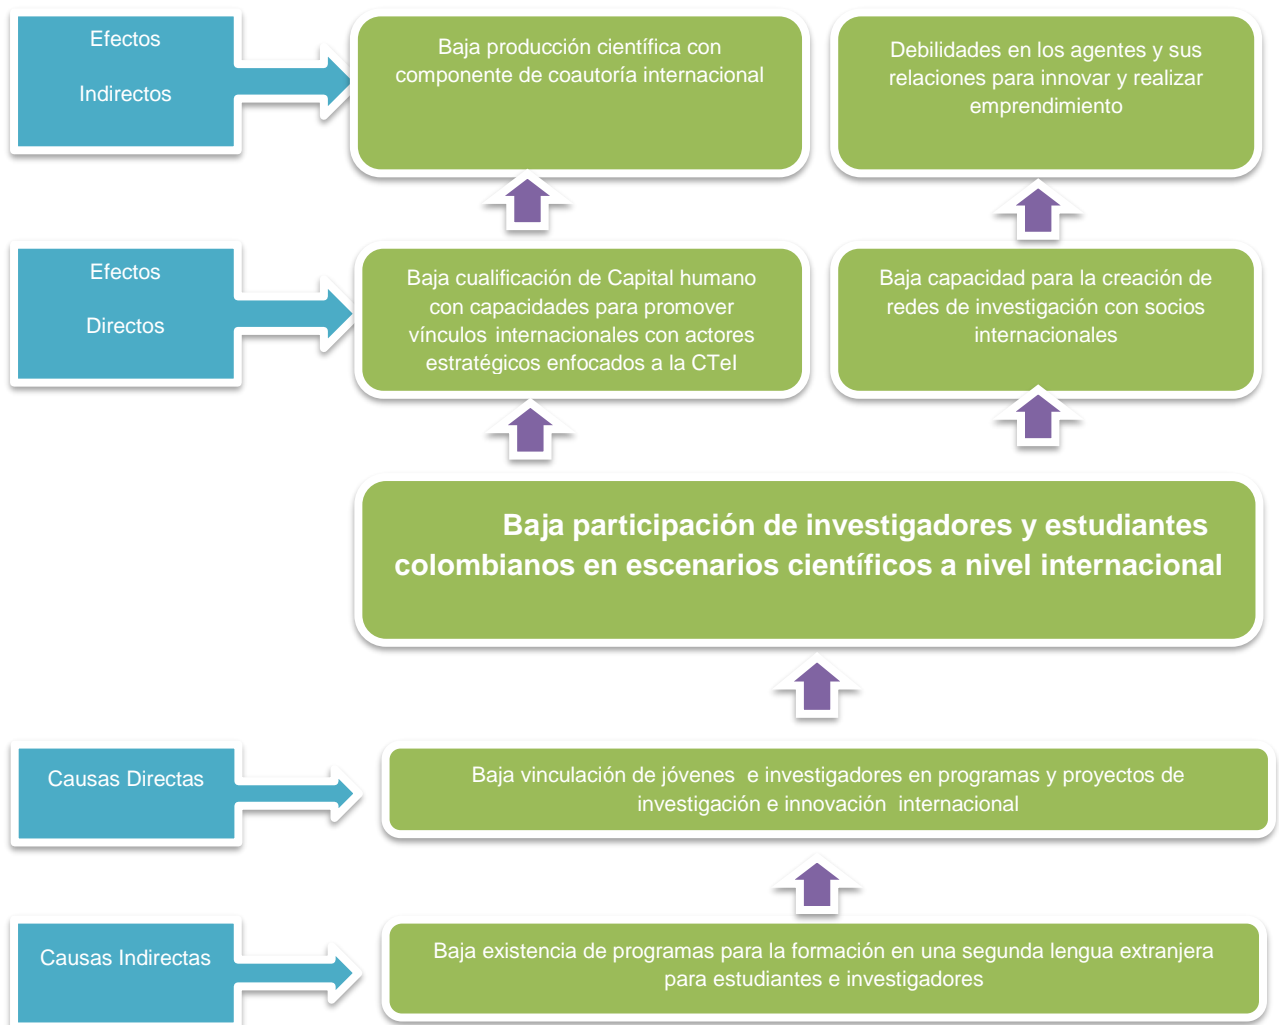 Efectos
Indirectos
Baja producción científica con
componente de coautoría internacional
Debilidades en los agentes y sus
relaciones para innovar y realizar
emprendimiento
Efectos
Directos
Baja cualificación de Capital humano
con capacidades para promover
vínculos internacionales con actores
estratégicos enfocados a la CTeI
Baja capacidad para la creación de
redes de investigación con socios
internacionales
Baja participación de investigadores y estudiantes
colombianos en escenarios científicos a nivel internacional
Causas Directas
Baja vinculación de jóvenes e investigadores en programas y proyectos de
investigación e innovación internacional
Causas Indirectas
Baja existencia de programas para la formación en una segunda lengua extranjera
para estudiantes e investigadores